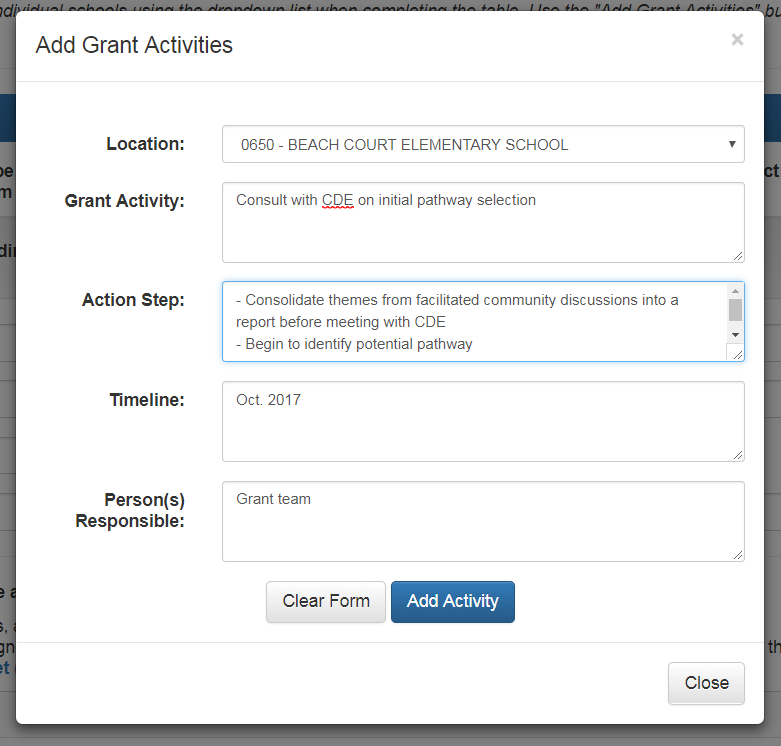 individual schools using the dropdown list when completing the table. Use the "Add Grant Activities" bu
Add Grant Activities
×
Location:
0650 - BEACH COURT ELEMENTARY SCHOOL
Grant Activity:
Consult with CDE on initial pathway selection
Action Step:
- Consolidate themes from facilitated community discussions into a
report before meeting with CDE
- Begin to identify potential pathway
Timeline:
Oct. 2017
Person(s)
Responsible:
Grant team
Clear Form
Add Activity
Close